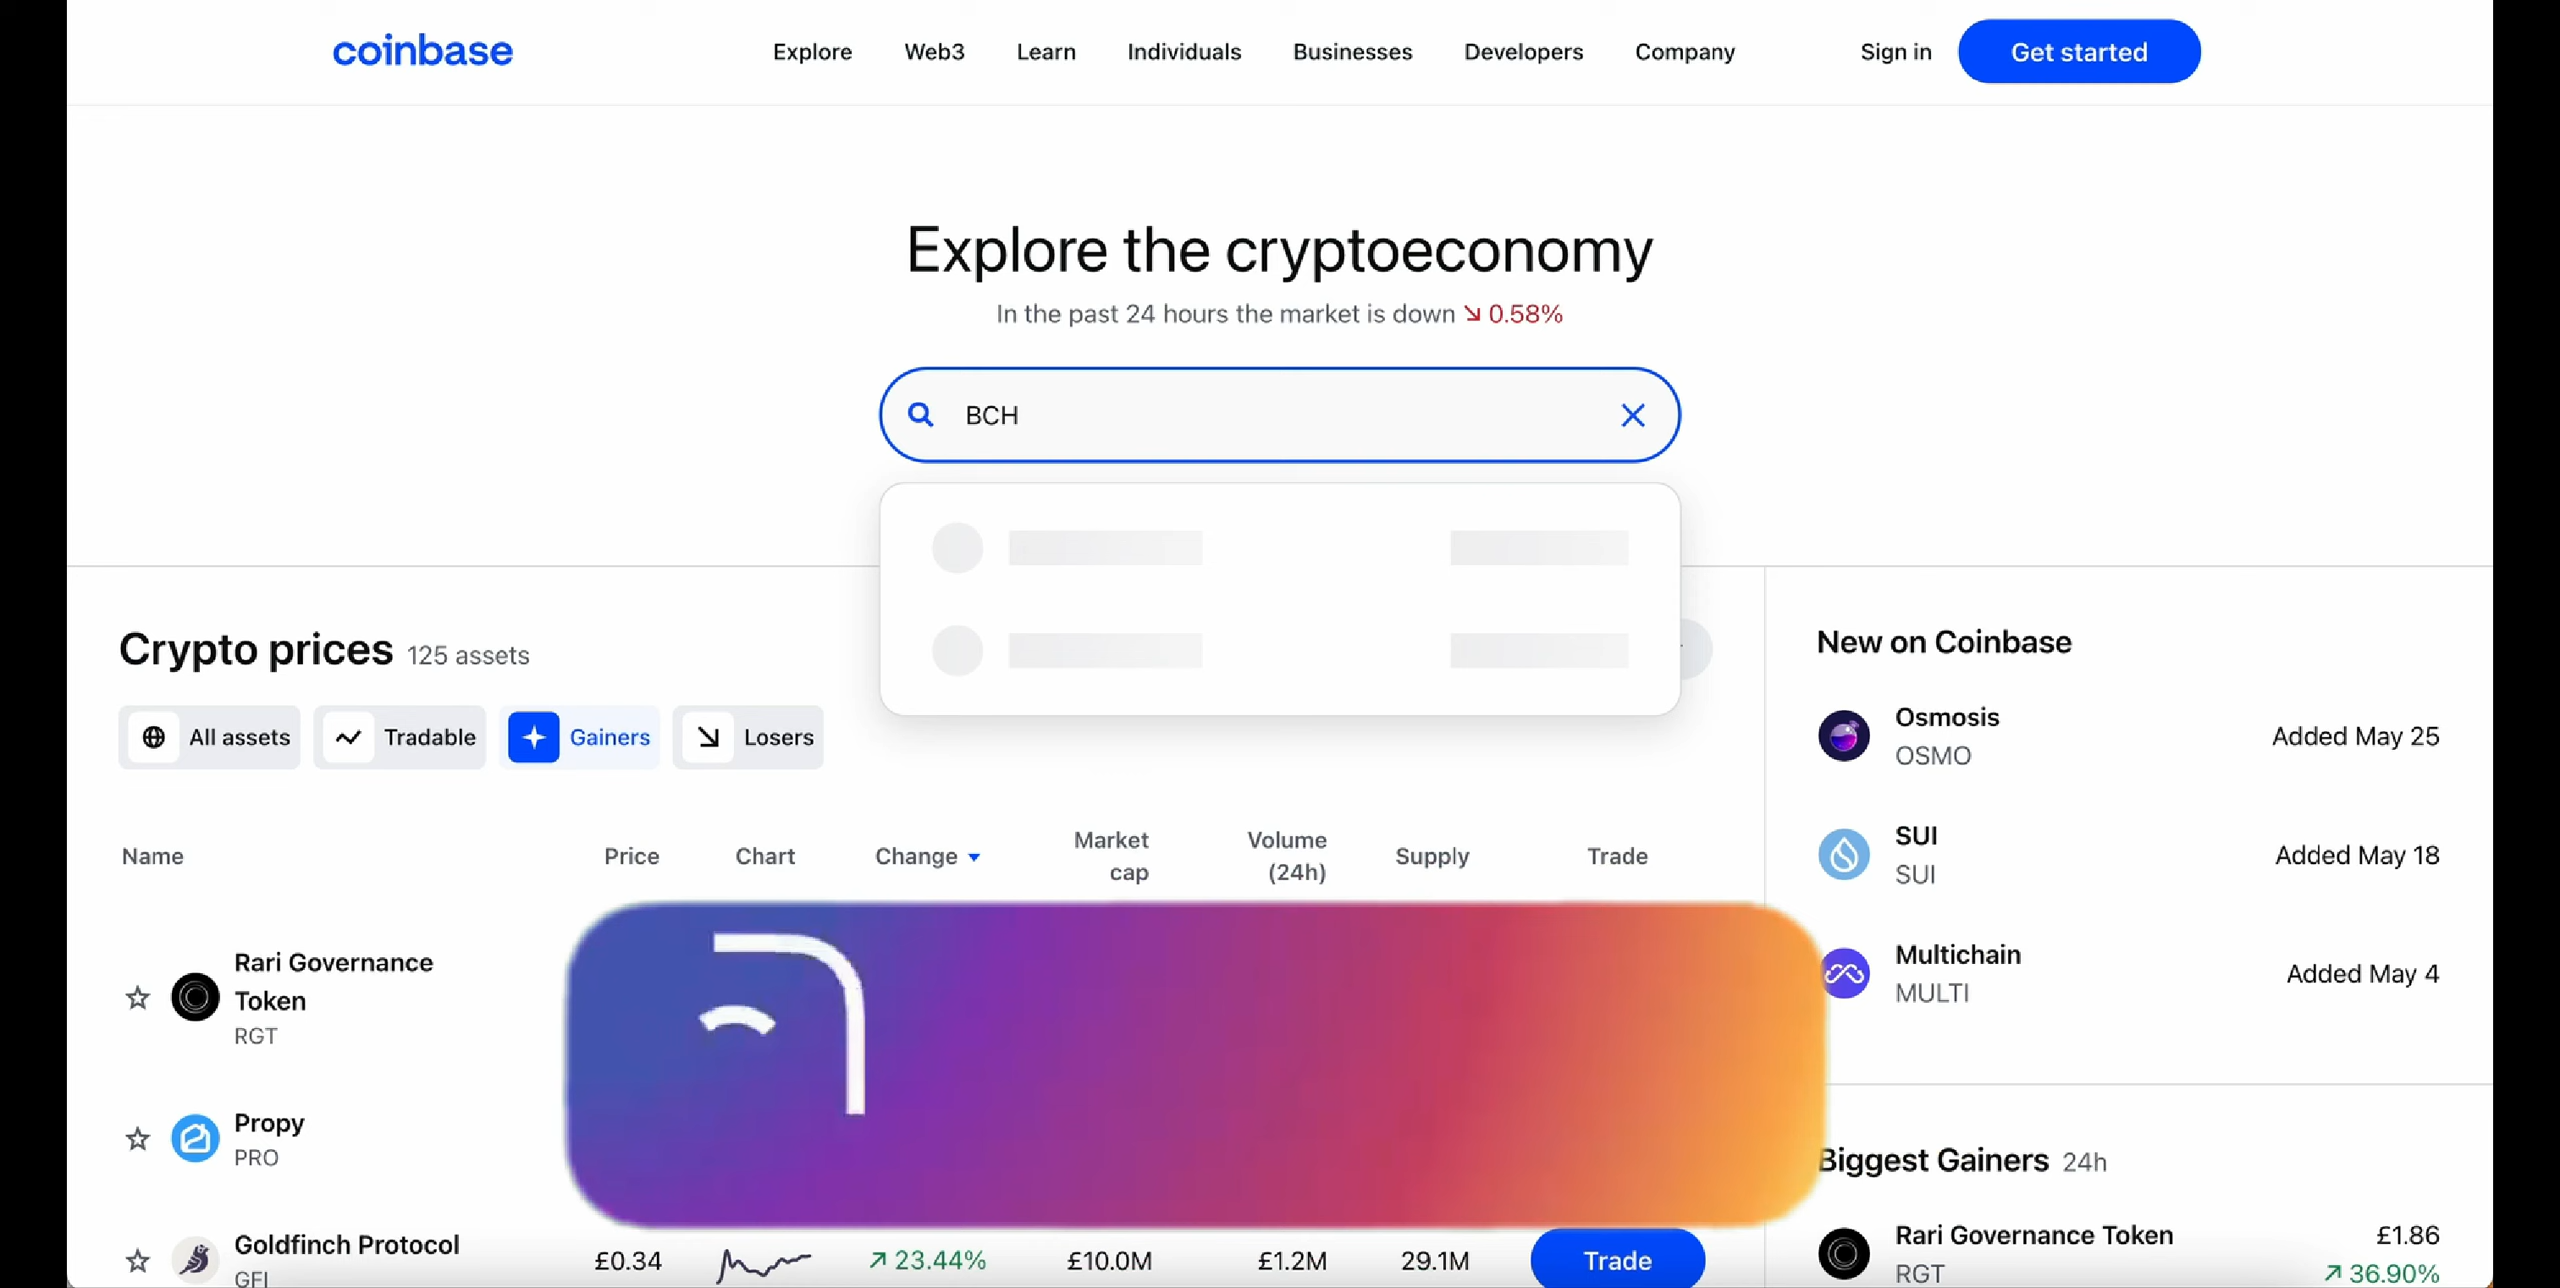 coinbase
Explore Web3 Learn Individuals Businesses Developers Company Sign in Get started
Explore the cryptoeconomy
In the past 24 hours the market is down ↘ 0.58%
BCH
Crypto prices 125 assets
All assets Tradable Gainers Losers
Name Price Chart Change Market cap Volume (24h) Supply Trade
Rari Governance
Token
RGT
Propy
PRO
Goldfinch Protocol £0.34 ↗ 23.44% £10.0M £1.2M 29.1M Trade
GFI
New on Coinbase
Osmosis
OSMO
Added May 25
SUI
SUI
Added May 18
Multichain
MULTI
Added May 4
Biggest Gainers 24h
Rari Governance Token £1.86
RGT ↗ 36.90%